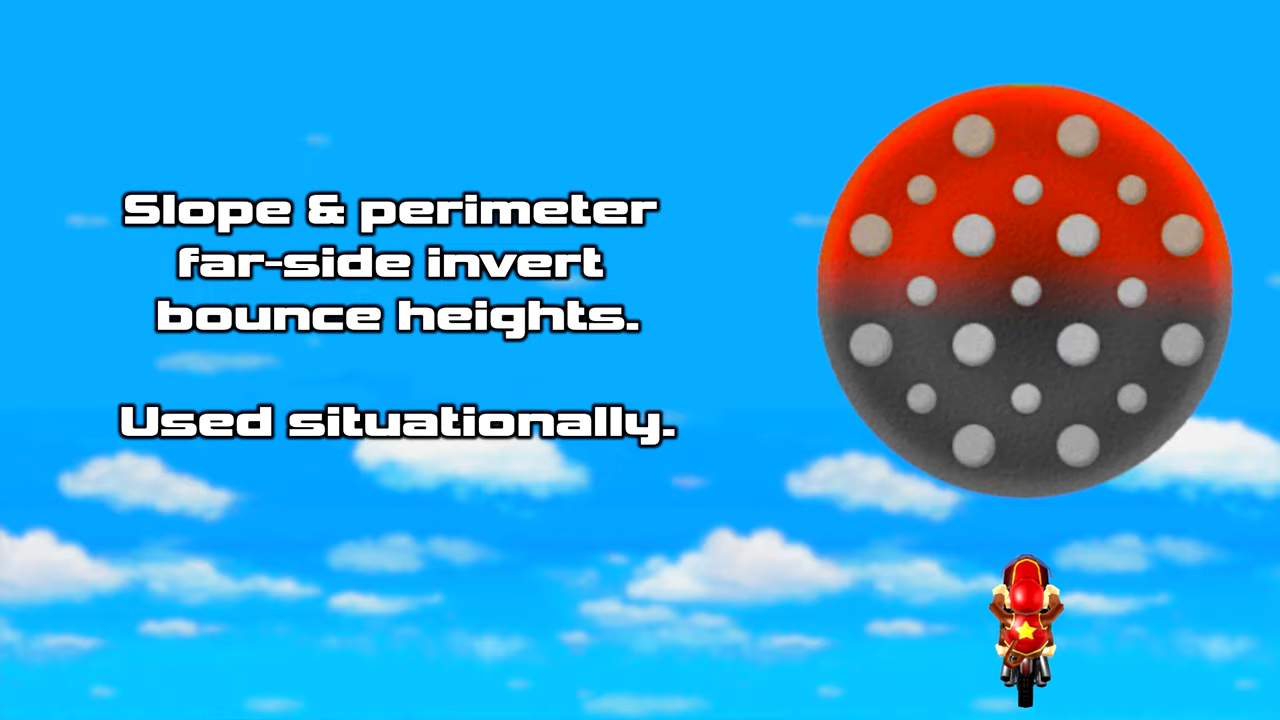 Slope & perimeter
far-side invert
bounce heights.
Used situationally.